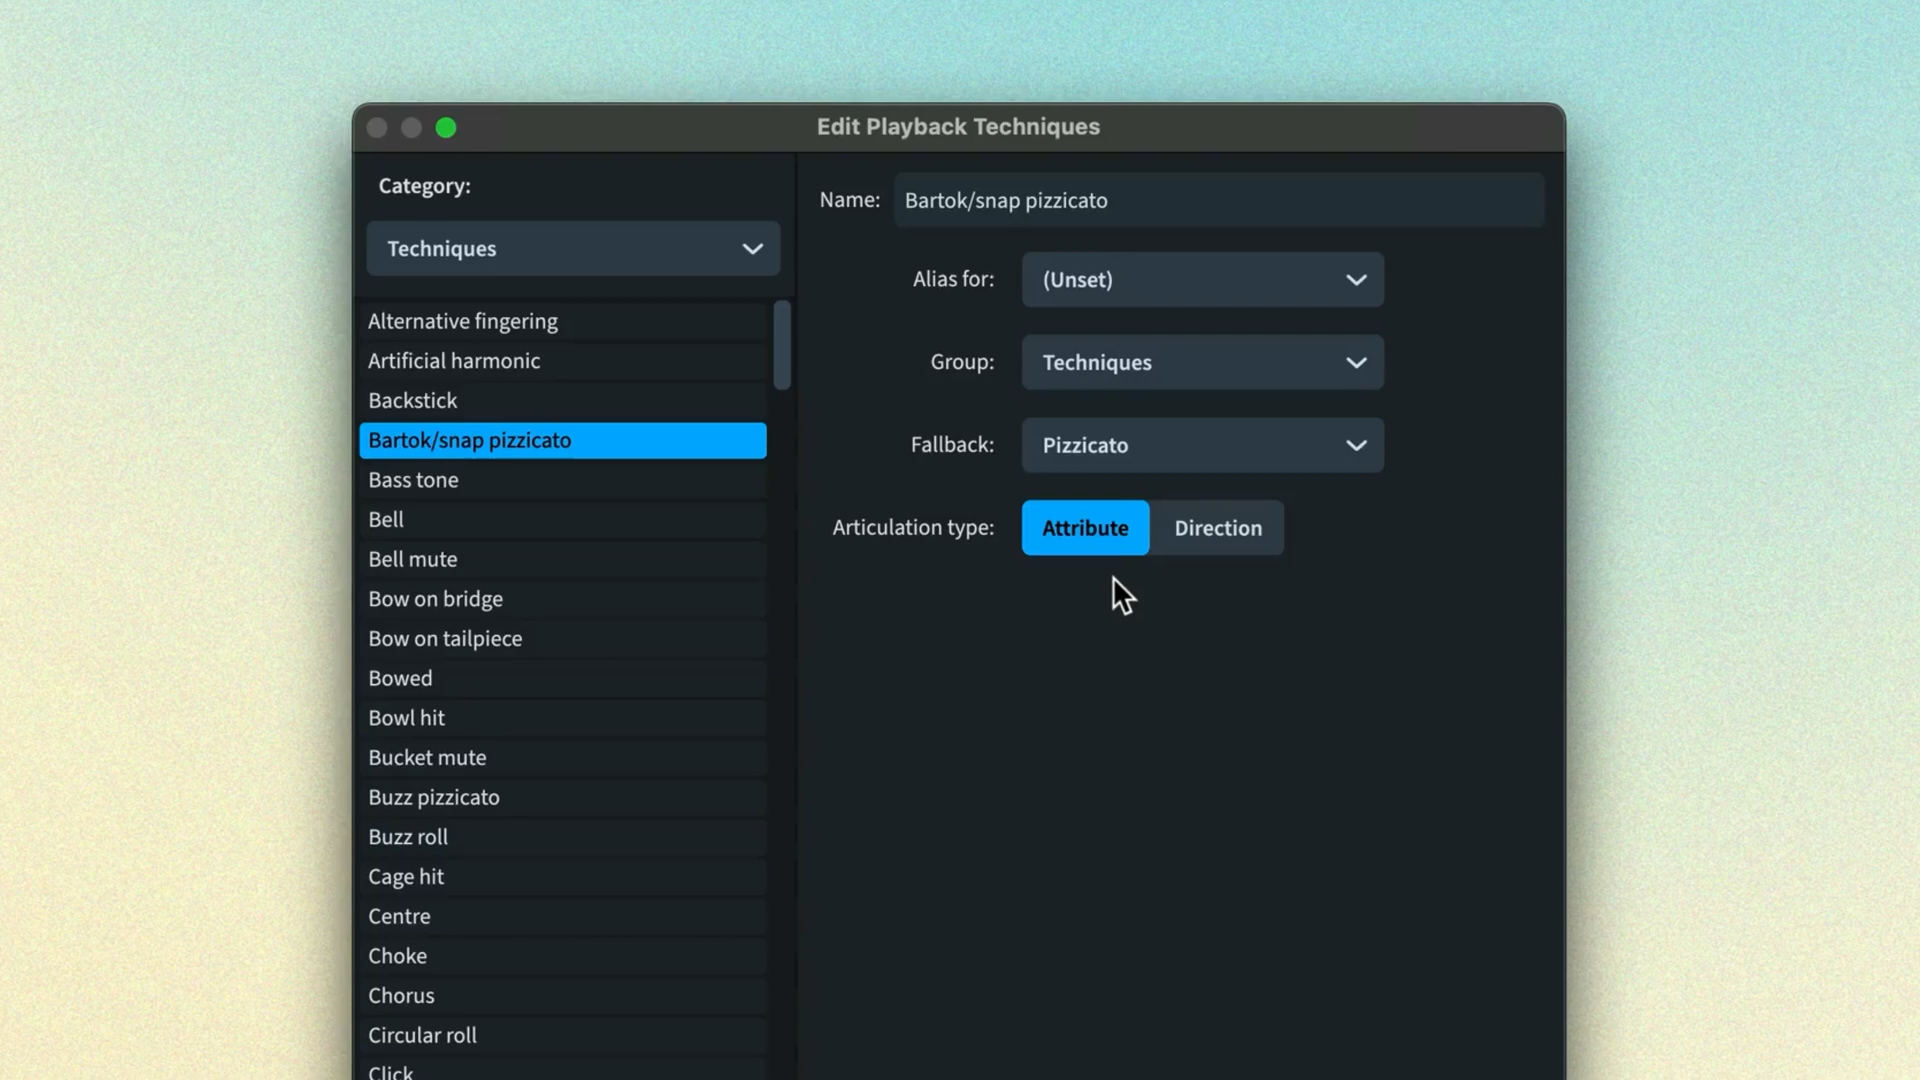 Edit Playback Techniques
Category:
Techniques
Alternative fingering
Artificial harmonic
Backstick
Bartok/snap pizzicato
Bass tone
Bell
Bell mute
Bow on bridge
Bow on tailpiece
Bowed
Bowl hit
Bucket mute
Buzz pizzicato
Buzz roll
Cage hit
Centre
Choke
Chorus
Circular roll
Click
Name: Bartok/snap pizzicato
Alias for: (Unset)
Group: Techniques
Fallback: Pizzicato
Articulation type: Attribute Direction